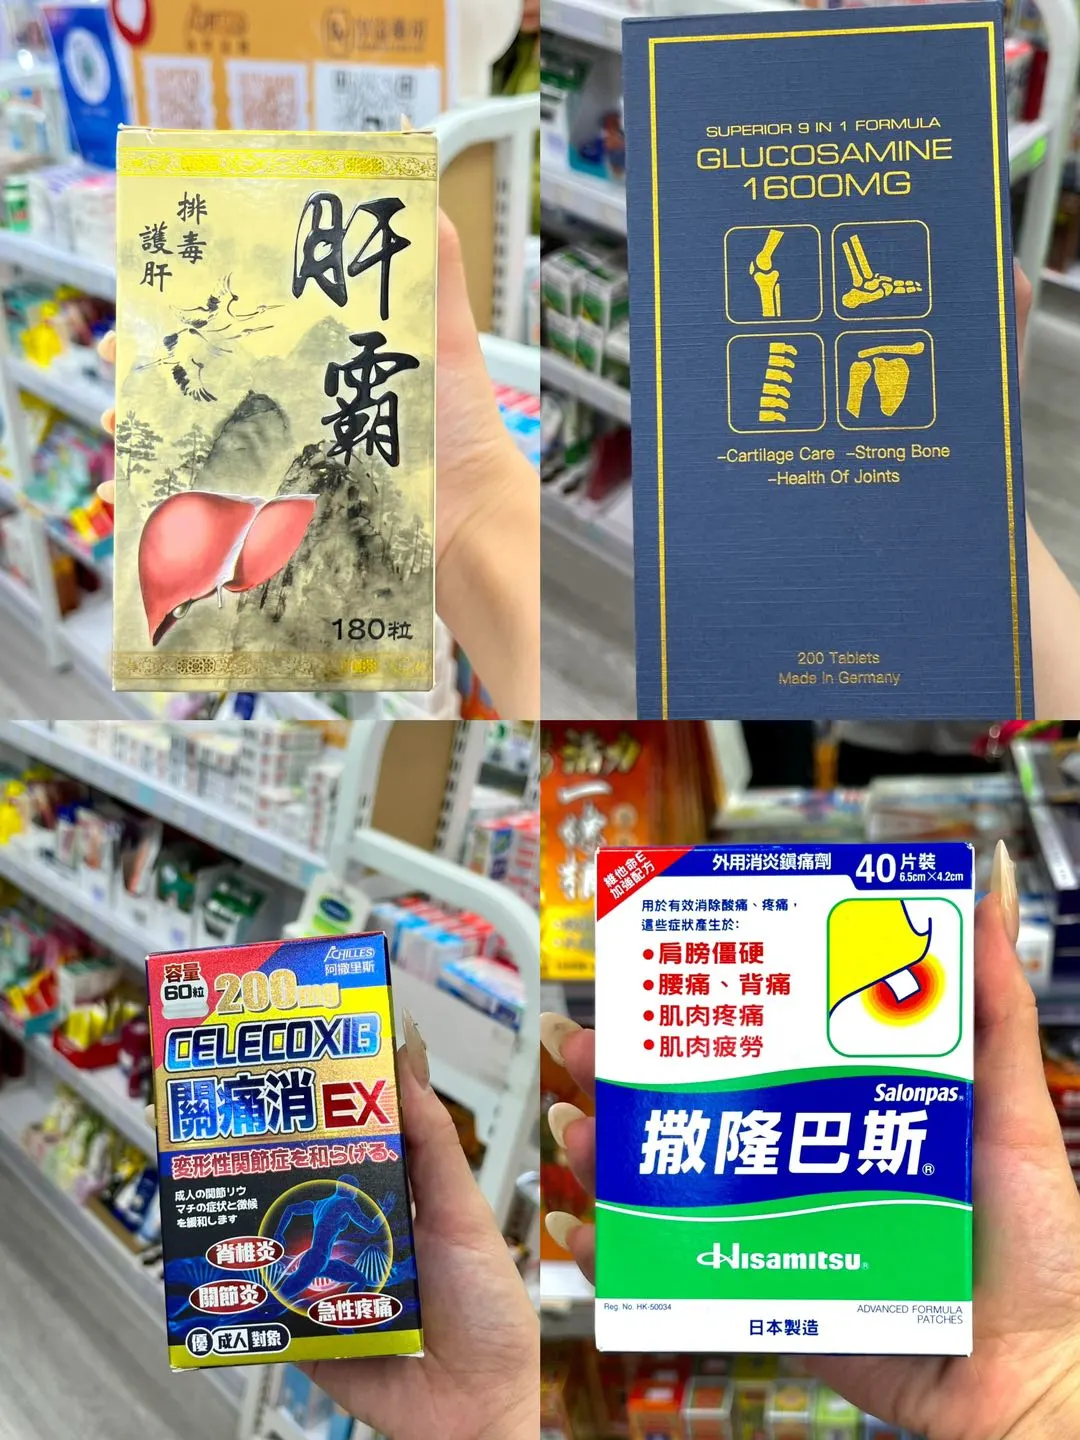 排毒
護肝
肝霸
180粒
SUPERIOR 9 IN 1 FORMULA
GLUCOSAMINE
1600MG
–Cartilage Care –Strong Bone
–Health Of Joints
200 Tablets
Made In Germany
ACHILLES
阿撒里斯
容量
60粒
200mg
CELECOXIB
關痛消EX
変形性関節症を和らげる、
成人の関節リウ
マチの症状と徴候
を緩和します
脊椎炎
關節炎
急性疼痛
優 成人 對象
維他命E
加強配方
外用消炎鎮痛劑
40片裝
6.5cm×4.2cm
用於有效消除酸痛、疼痛，
這些症狀產生於:
•肩膀僵硬
•腰痛、背痛
•肌肉疼痛
•肌肉疲勞
Salonpas®
撒隆巴斯®
Hisamitsu®
Reg. No. HK-50034
ADVANCED FORMULA
PATCHES
日本製造
活力